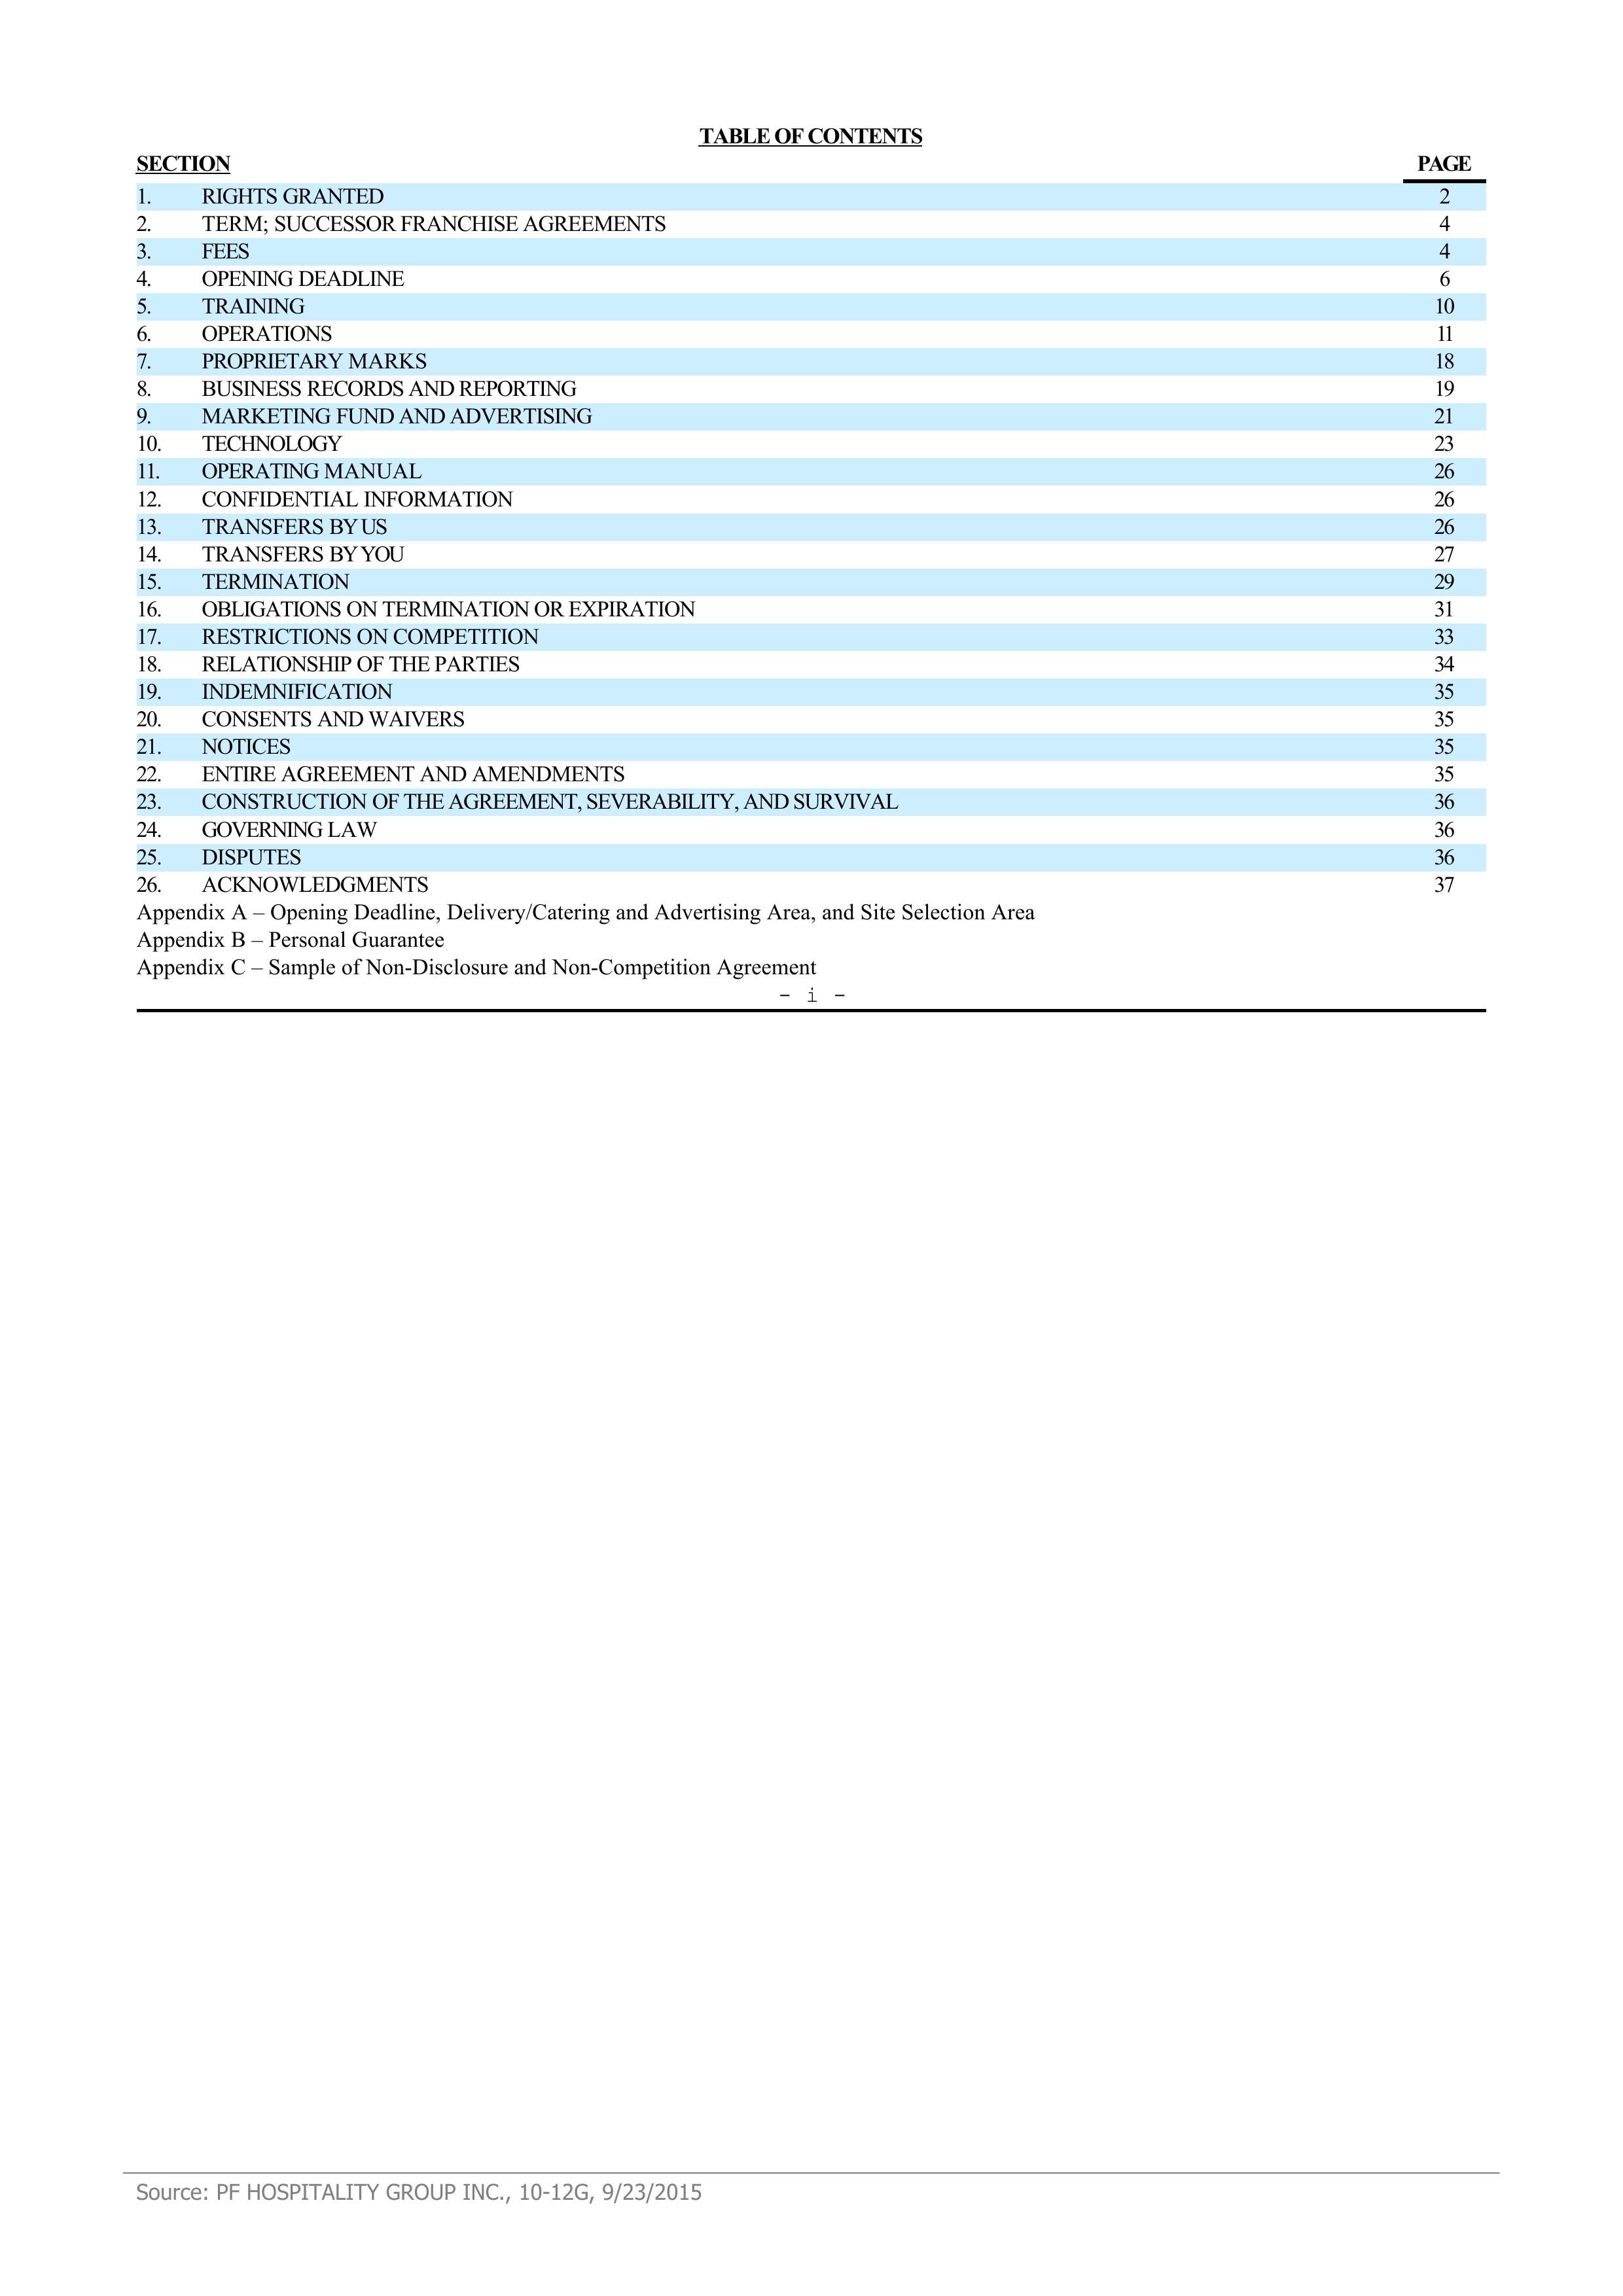 TABLE OF CONTENTS
SECTION PAGE
1. RIGHTS GRANTED 2
2. TERM; SUCCESSOR FRANCHISE AGREEMENTS 4
3. FEES 4
4. OPENING DEADLINE 6
5. TRAINING 10
6. OPERATIONS 11
7. PROPRIETARY MARKS 18
8. BUSINESS RECORDS AND REPORTING 19
9. MARKETING FUND AND ADVERTISING 21
10. TECHNOLOGY 23
11. OPERATING MANUAL 26
12. CONFIDENTIAL INFORMATION 26
13. TRANSFERS BY US 26
14. TRANSFERS BY YOU 27
15. TERMINATION 29
16. OBLIGATIONS ON TERMINATION OR EXPIRATION 31
17. RESTRICTIONS ON COMPETITION 33
18. RELATIONSHIP OF THE PARTIES 34
19. INDEMNIFICATION 35
20. CONSENTS AND WAIVERS 35
21. NOTICES 35
22. ENTIRE AGREEMENT AND AMENDMENTS 35
23. CONSTRUCTION OF THE AGREEMENT, SEVERABILITY, AND SURVIVAL 36
24. GOVERNING LAW 36
25. DISPUTES 36
26. ACKNOWLEDGMENTS 37
Appendix A – Opening Deadline, Delivery/Catering and Advertising Area, and Site Selection Area
Appendix B – Personal Guarantee
Appendix C – Sample of Non-Disclosure and Non-Competition Agreement
- i -
Source: PF HOSPITALITY GROUP INC., 10-12G, 9/23/2015